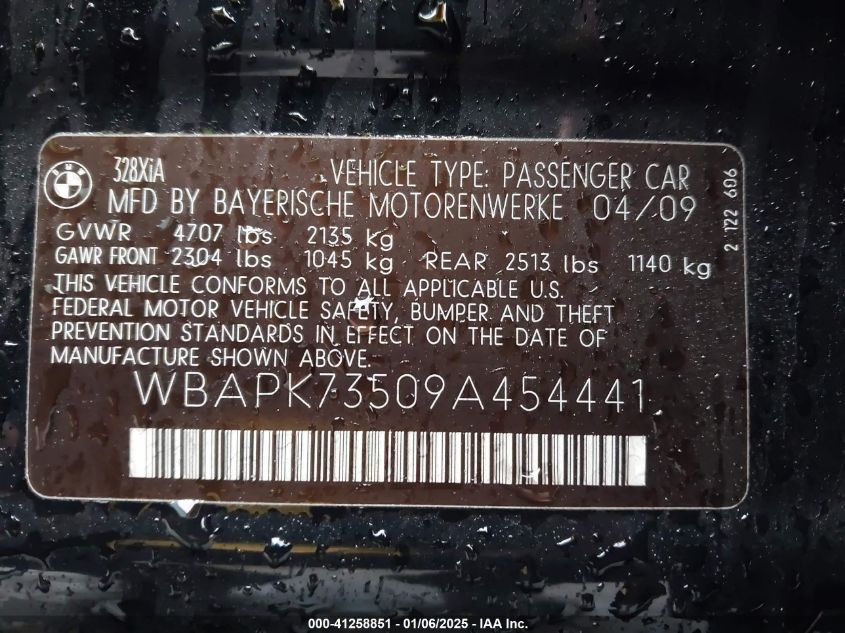 328XiA VEHICLE TYPE: PASSENGER CAR
MFD BY BAYERISCHE MOTORENWERKE 04/09
GVWR 4707 lbs 2135 kg
GAWR FRONT 2304 lbs 1045 kg REAR 2513 lbs 1140 kg
THIS VEHICLE CONFORMS TO ALL APPLICABLE U.S.
FEDERAL MOTOR VEHICLE SAFETY, BUMPER AND THEFT
PREVENTION STANDARDS IN EFFECT ON THE DATE OF
MANUFACTURE SHOWN ABOVE.
WBAPK73509A454441
2 122 606
000-41258851 - 01/06/2025 - IAA Inc.